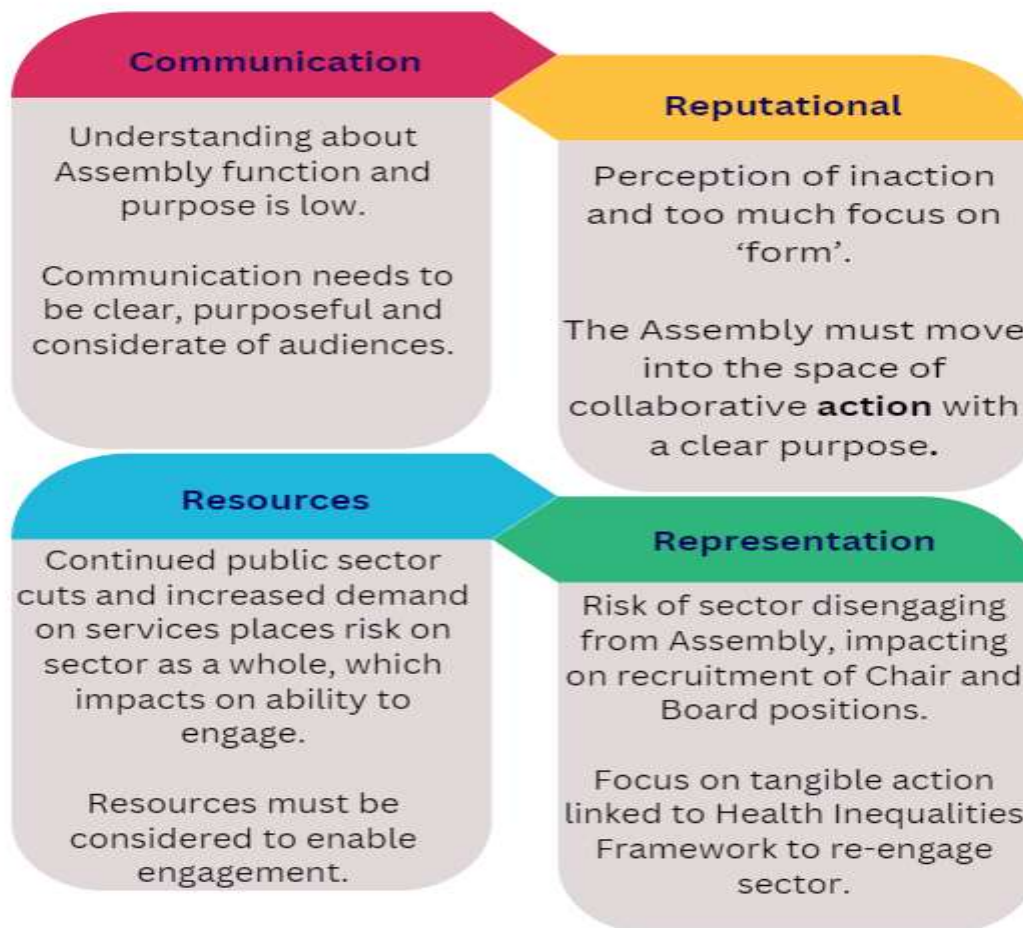 Communication
Understanding about
Assembly function and
purpose is low.
Communication needs to
be clear, purposeful and
considerate of audiences.
Reputational
Perception of inaction
and too much focus on
‘form’.
The Assembly must move
into the space of
collaborative action with
a clear purpose.
Resources
Continued public sector
cuts and increased demand
on services places risk on
sector as a whole, which
impacts on ability to
engage.
Resources must be
considered to enable
engagement.
Representation
Risk of sector disengaging
from Assembly, impacting
on recruitment of Chair and
Board positions.
Focus on tangible action
linked to Health Inequalities
Framework to re-engage
sector.